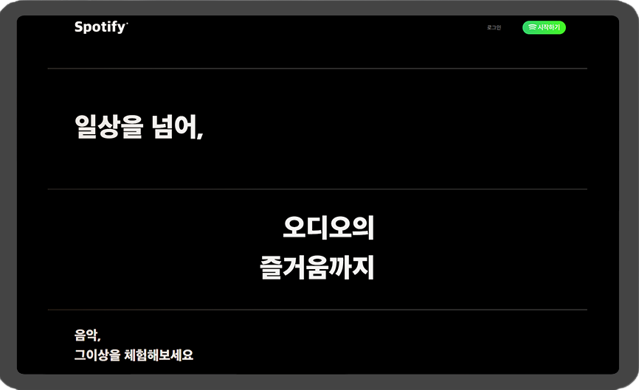 Spotify
로그인
시작하기
일상을 넘어,
오디오의
즐거움까지
음악,
그이상을 체험해보세요